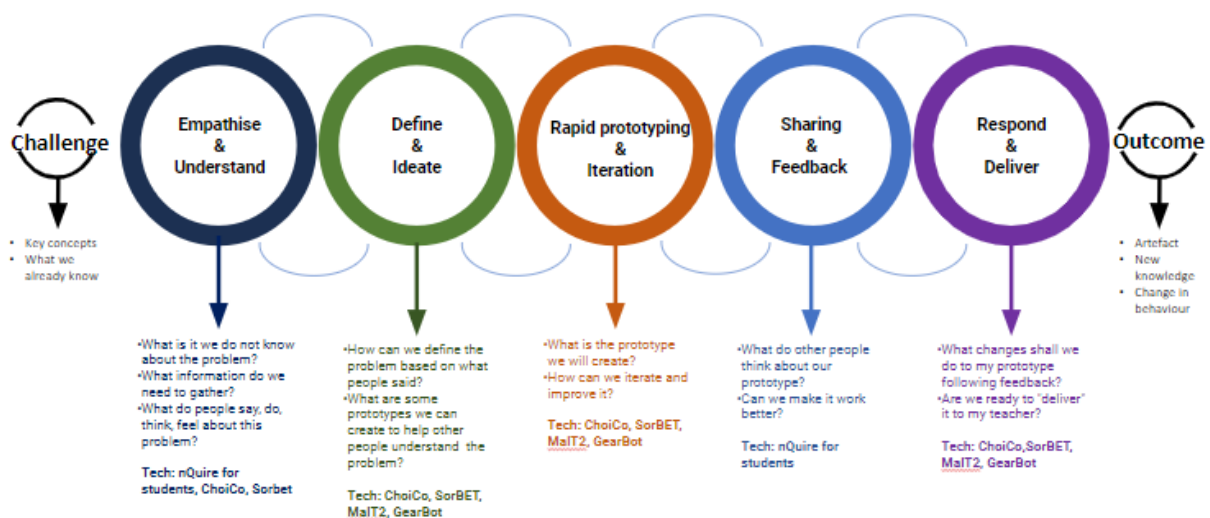 Challenge
• Key concepts
• What we
already know
Empathise
&
Understand
•What is it we do not know
about the problem?
•What information do we
need to gather?
•What do people say, do,
think, feel about this
problem?
Tech: nQuire for
students, ChoiCo, Sorbet
Define
&
Ideate
•How can we define the
problem based on what
people said?
•What are some
prototypes we can
create to help other
people understand the
problem?
Tech: ChoiCo, SorBET,
MaIT2, GearBot
Rapid prototyping
&
Iteration
•What is the prototype
we will create?
•How can we iterate and
improve it?
Tech: ChoiCo, SorBET,
MaIT2, GearBot
Sharing
&
Feedback
•What do other people
think about our
prototype?
•Can we make it work
better?
Tech: nQuire for
students
Respond
&
Deliver
•What changes shall we
do to my prototype
following feedback?
•Are we ready to "deliver"
it to my teacher?
Tech: ChoiCo,SorBET,
MaIT2, GearBot
Outcome
• Artefact
• New
knowledge
• Change in
behaviour